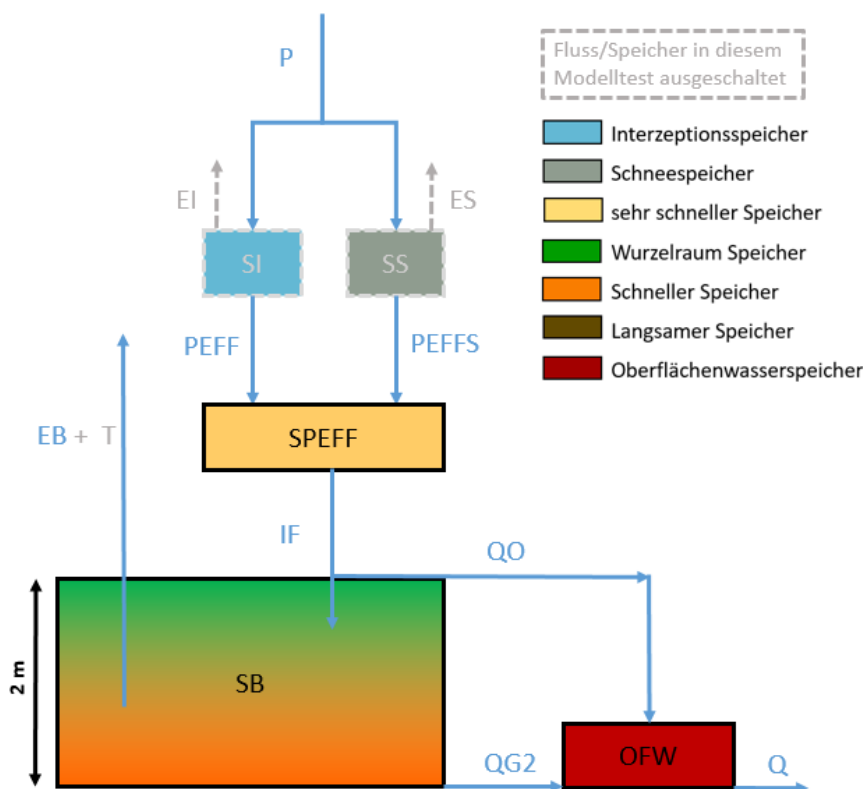 P
Fluss/Speicher in diesem
Modelltest ausgeschaltet
Interzeptionsspeicher
Schneespeicher
sehr schneller Speicher
Wurzelraum Speicher
Schneller Speicher
Langsamer Speicher
Oberflächenwasserspeicher
EI
ES
SI
SS
PEFF
PEFFS
SPEFF
EB + T
IF
QO
2 m
SB
QG2
OFW
Q